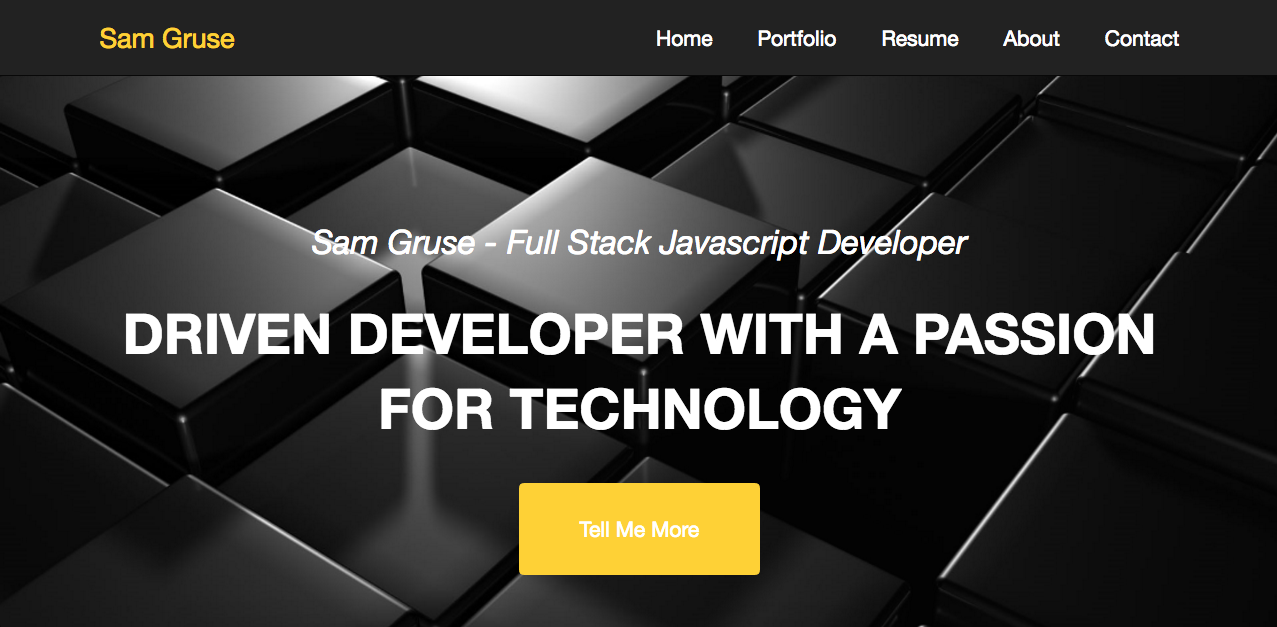 Sam Gruse
Home Portfolio Resume About Contact
Sam Gruse - Full Stack Javascript Developer
DRIVEN DEVELOPER WITH A PASSION
FOR TECHNOLOGY
Tell Me More